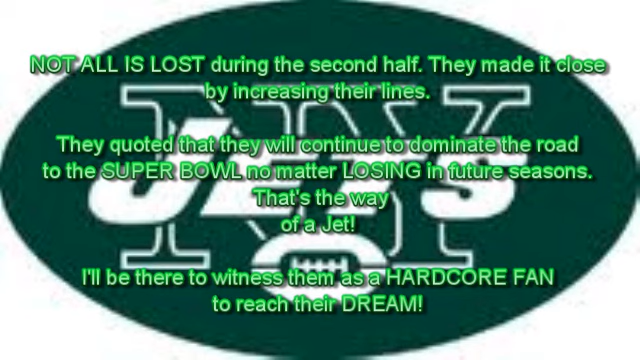 NOT ALL IS LOST during the second half. They made it close
by increasing their lines.
They quoted that they will continue to dominate the road
to the SUPER BOWL no matter LOSING in future seasons.
That's the way
of a Jet!
I'll be there to witness them as a HARDCORE FAN
to reach their DREAM!
NY
JETS